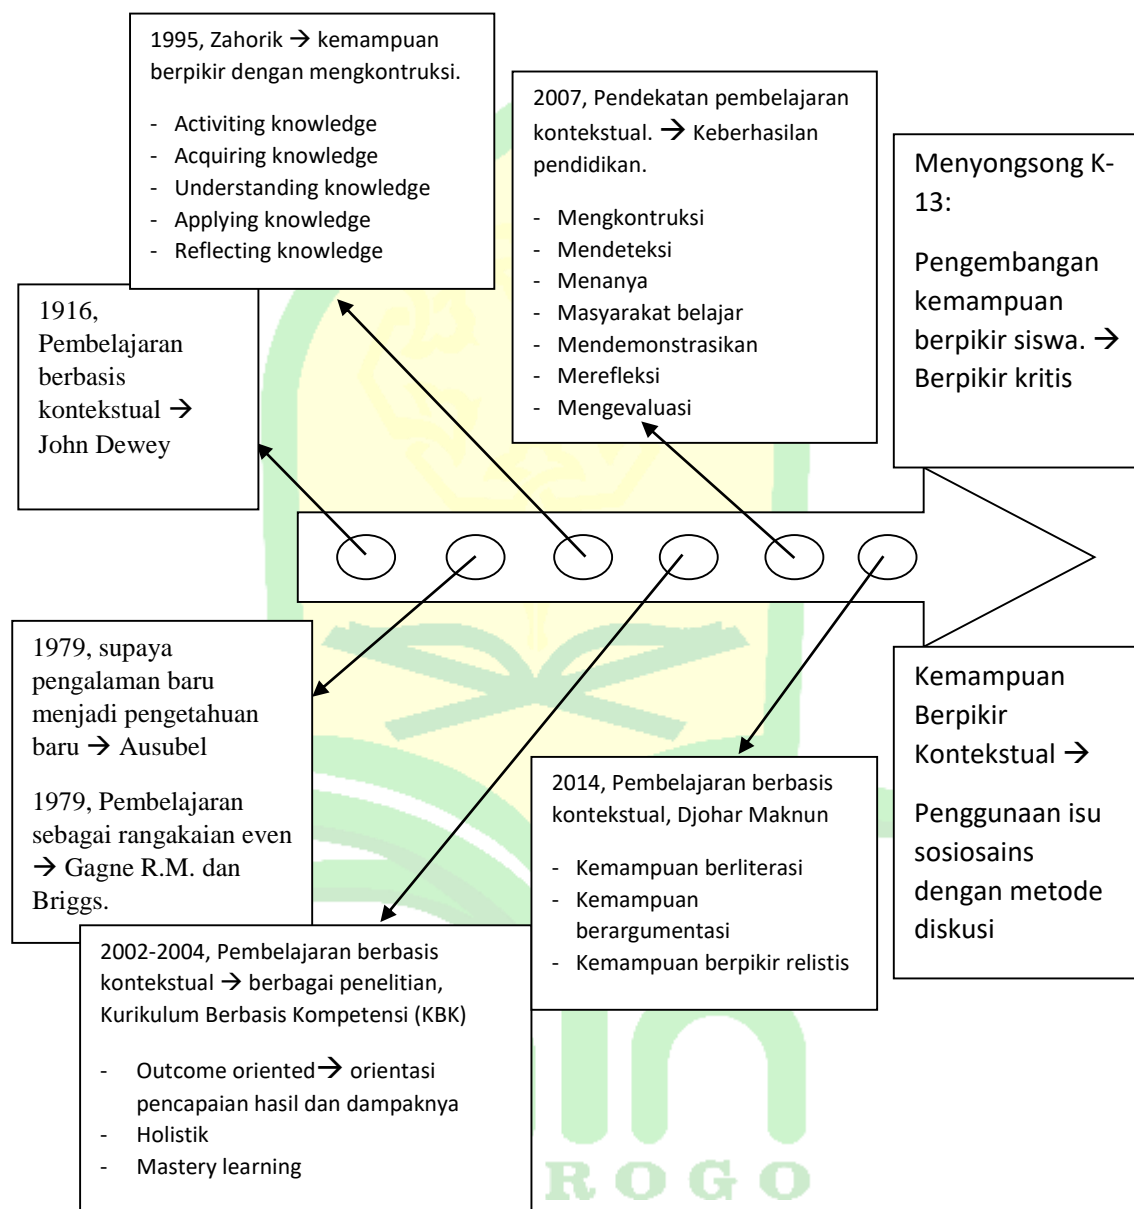 1995, Zahorik → kemampuan
berpikir dengan mengkontruksi.
- Activiting knowledge
- Acquiring knowledge
- Understanding knowledge
- Applying knowledge
- Reflecting knowledge
2007, Pendekatan pembelajaran
kontekstual. → Keberhasilan
pendidikan.
- Mengkontruksi
- Mendeteksi
- Menanya
- Masyarakat belajar
- Mendemonstrasikan
- Merefleksi
- Mengevaluasi
Menyongsong K-
13:
Pengembangan
kemampuan
berpikir siswa. →
Berpikir kritis
1916,
Pembelajaran
berbasis
kontekstual →
John Dewey
1979, supaya
pengalaman baru
menjadi pengetahuan
baru → Ausubel
1979, Pembelajaran
sebagai rangakaian even
→ Gagne R.M. dan
Briggs.
2002-2004, Pembelajaran berbasis
kontekstual → berbagai penelitian,
Kurikulum Berbasis Kompetensi (KBK)
- Outcome oriented→ orientasi
pencapaian hasil dan dampaknya
- Holistik
- Mastery learning
2014, Pembelajaran berbasis
kontekstual, Djohar Maknun
- Kemampuan berliterasi
- Kemampuan
berargumentasi
- Kemampuan berpikir relistis
Kemampuan
Berpikir
Kontekstual →
Penggunaan isu
sosiosains
dengan metode
diskusi
R O G O